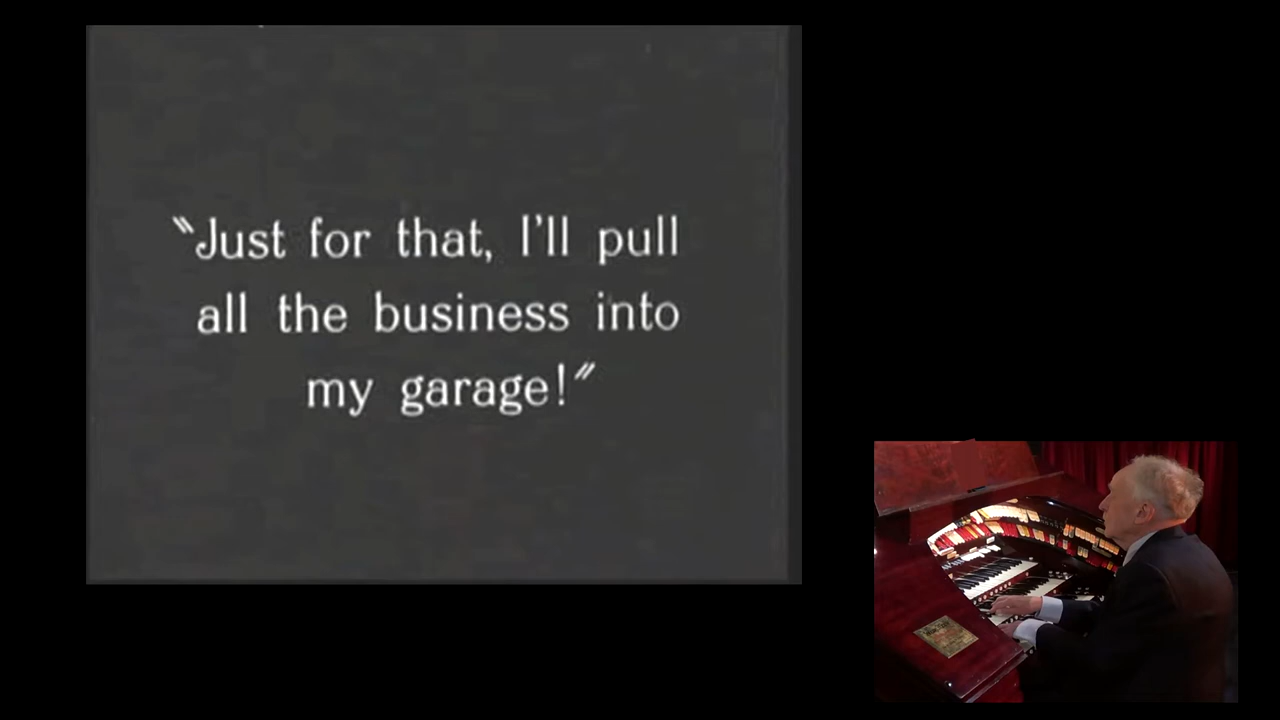 "Just for that, I'll pull
all the business into
my garage!"